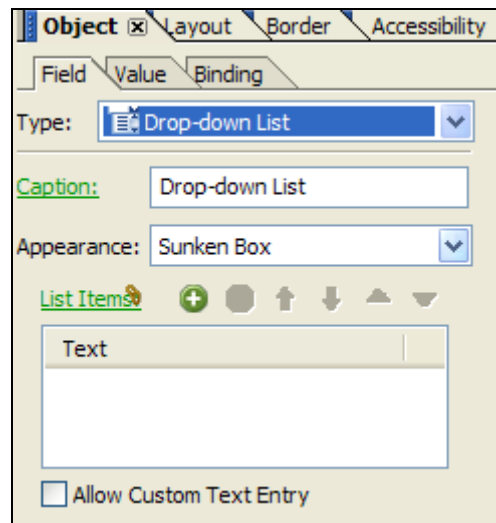 Object Layout Border Accessibility
Field Value Binding
Type: Drop-down List
Caption: Drop-down List
Appearance: Sunken Box
List Items:
Text
Allow Custom Text Entry